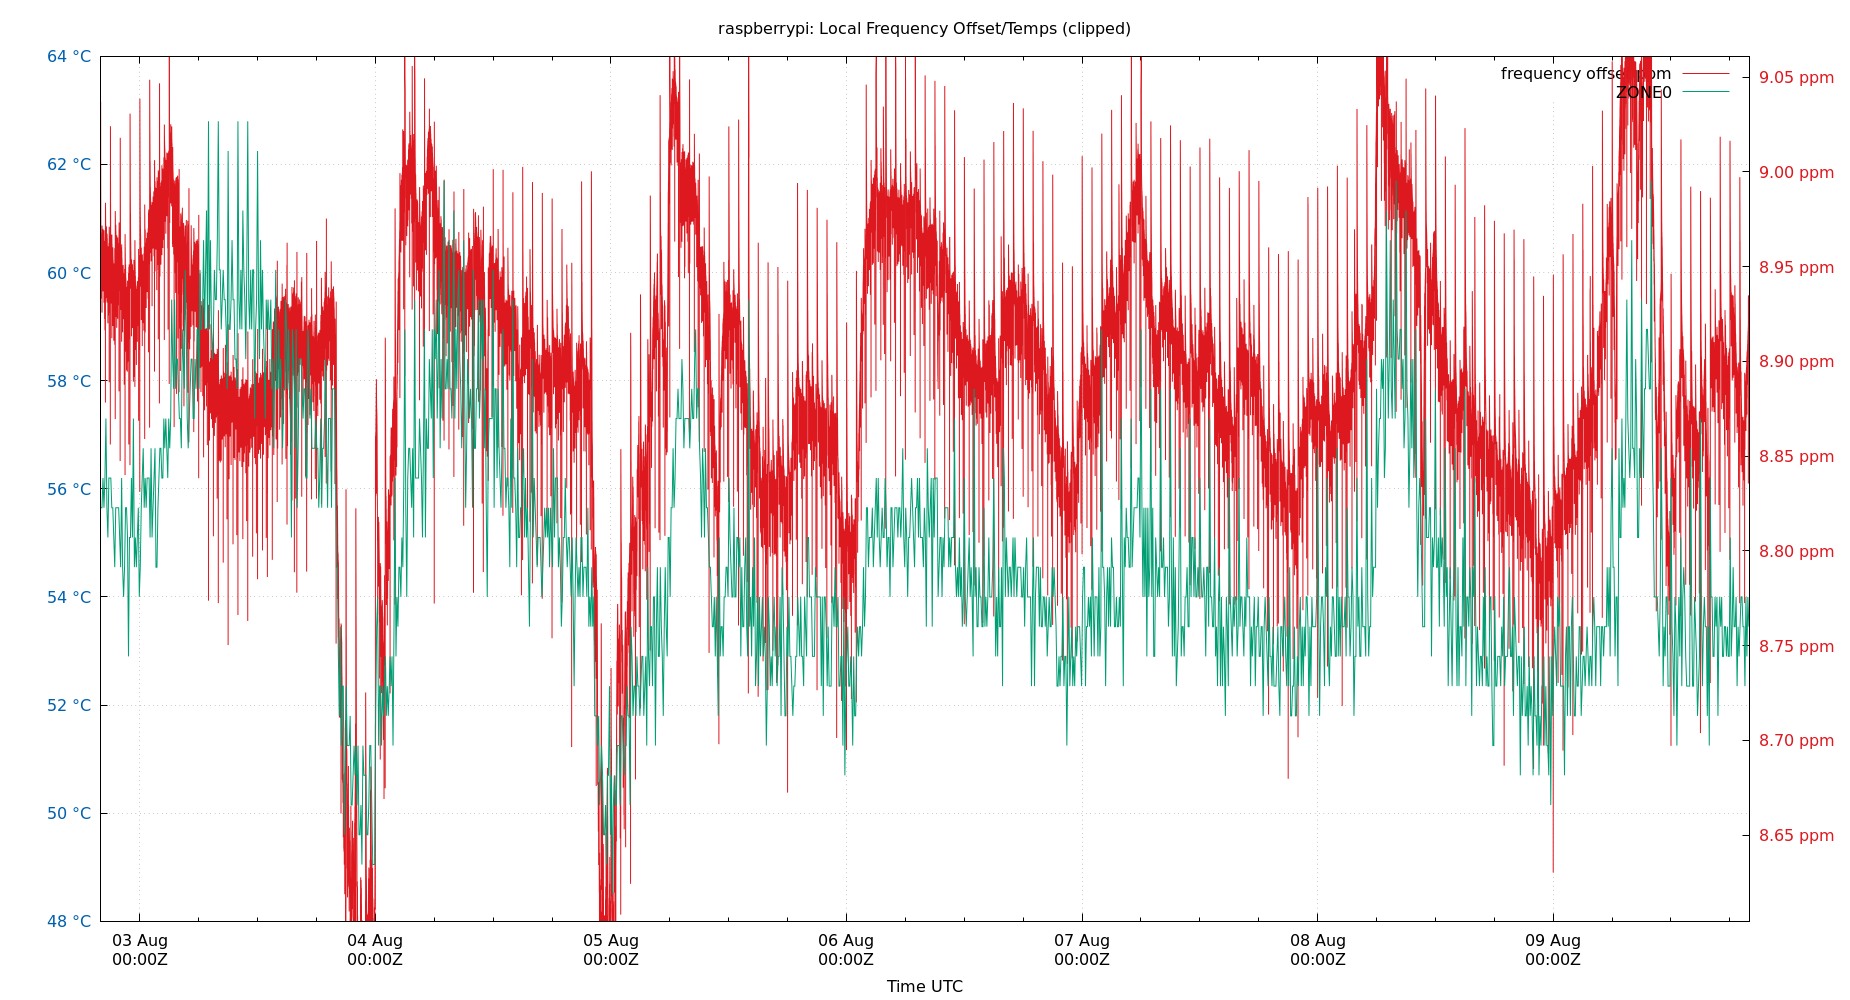 raspberrypi: Local Frequency Offset/Temps (clipped)
64 °C
62 °C
60 °C
58 °C
56 °C
54 °C
52 °C
50 °C
48 °C
frequency offset ppm
ZONE0
9.05 ppm
9.00 ppm
8.95 ppm
8.90 ppm
8.85 ppm
8.80 ppm
8.75 ppm
8.70 ppm
8.65 ppm
03 Aug 04 Aug 05 Aug 06 Aug 07 Aug 08 Aug 09 Aug
00:00Z 00:00Z 00:00Z 00:00Z 00:00Z 00:00Z 00:00Z
Time UTC